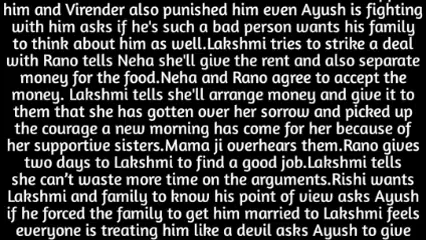 him and Virender also punished him even Ayush is fighting
with him asks if he's such a bad person wants his family
to think about him as well.Lakshmi tries to strike a deal
with Rano tells Neha she'll give the rent and also separate
money for the food.Neha and Rano agree to accept the
money. Lakshmi tells she'll arrange money and give it to
them that she has gotten over her sorrow and picked up
the courage a new morning has come for her because of
her supportive sisters.Mama ji overhears them.Rano gives
two days to Lakshmi to find a good job.Lakshmi tells
she can't waste more time on the arguments.Rishi wants
Lakshmi and family to know his point of view asks Ayush
if he forced the family to get him married to Lakshmi feels
everyone is treating him like a devil asks Ayush to give